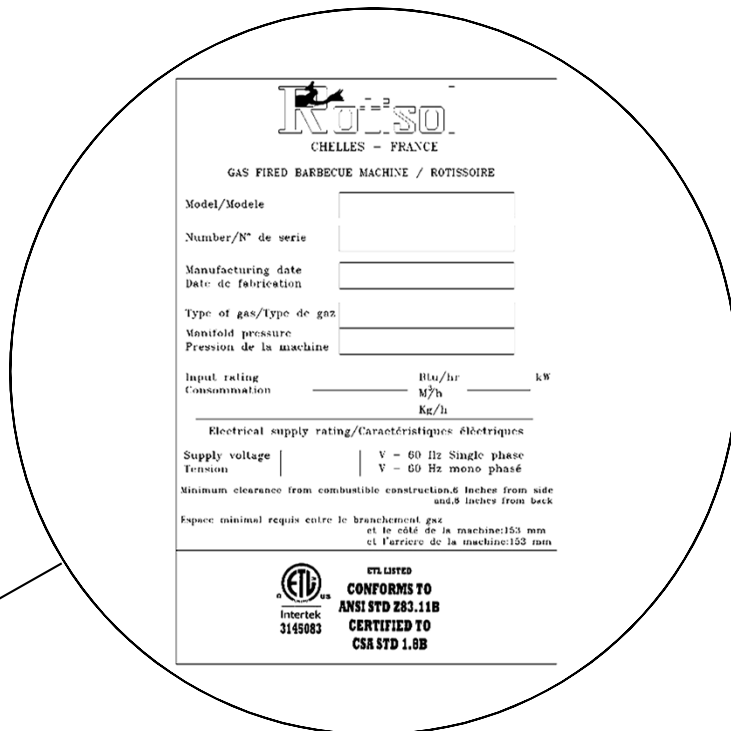 Rotisol
CHELLES - FRANCE
GAS FIRED BARBECUE MACHINE / ROTISSOIRE
Model/Modele
Number/N° de serie
Manufacturing date
Date de fabrication
Type of gas/Type de gaz
Manifold pressure
Pression de la machine
Input rating Btu/hr kW
Consommation M³/h
Kg/h
Electrical supply rating/Caractéristiques élèctriques
Supply voltage V - 60 Hz Single phase
Tension V - 60 Hz mono phasé
Minimum clearance from combustible construction,6 Inches from side
and,6 Inches from back
Espace minimal requis entre le branchement gaz
et le côté de la machine:153 mm
et l'arriere de la machine:153 mm
ETL LISTED
CONFORMS TO
ANSI STD Z83.11B
CERTIFIED TO
CSA STD 1.8B
ETL
C US
Intertek
3145083